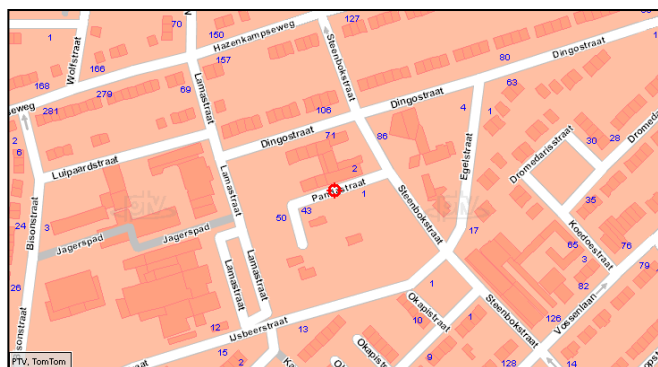 70
127
1
150
Hazenkampseweg
Wolfstraat
Steenbokstraat
Dingostraat
166
157
80
168
279
Lamastraat
69
63
281
seweg
106
Dingostraat
4
1
71
86
Dingostraat
2
6
30
28
Luipaardstraat
Dromedarisstraat
Egelstraat
2
1
35
50
43
Lamastraat
Steenbokstraat
24
3
17
Bisonstraat
Jagerspad
Jagerspad
Koedoestraat
65
76
3
79
26
Lamastraat
Lamastraat
82
1
1
Okapistraat
Steenbokstraat
126
Vossenlaan
12
IJsbeerstraat
13
10
15
2
9
128
14
PTV, TomTom